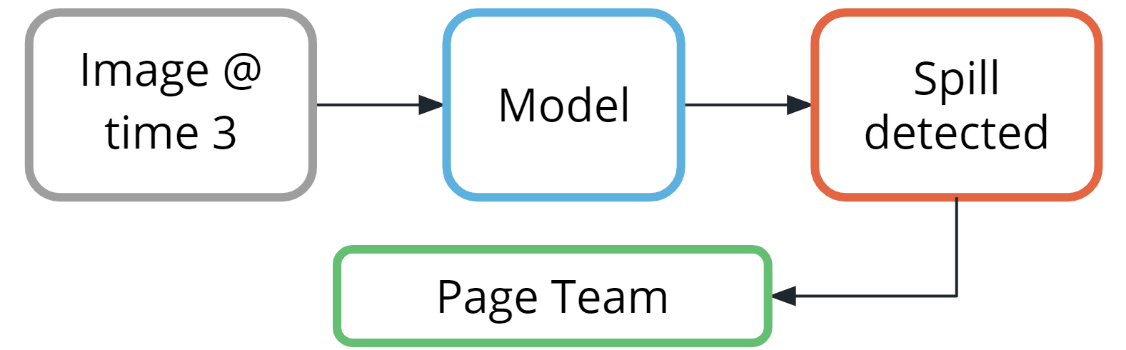 Image @
time 3
Model
Spill
detected
Page Team